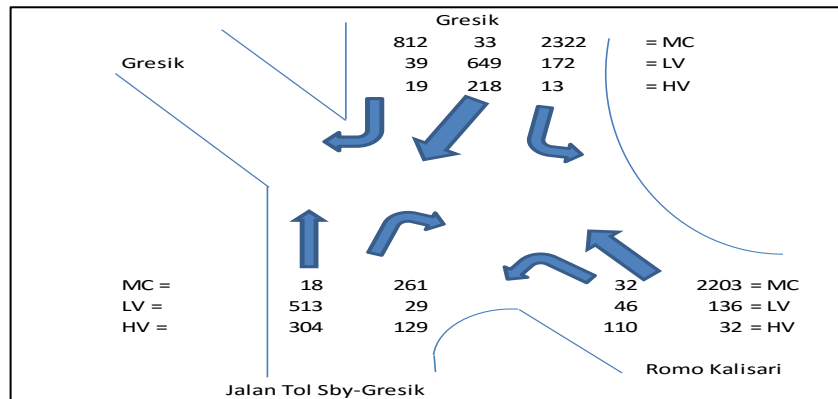 Gresik
812 33 2322 = MC
Gresik 39 649 172 = LV
19 218 13 = HV
MC = 18 261 32 2203 = MC
LV = 513 29 46 136 = LV
HV = 304 129 110 32 = HV
Romo Kalisari
Jalan Tol Sby-Gresik